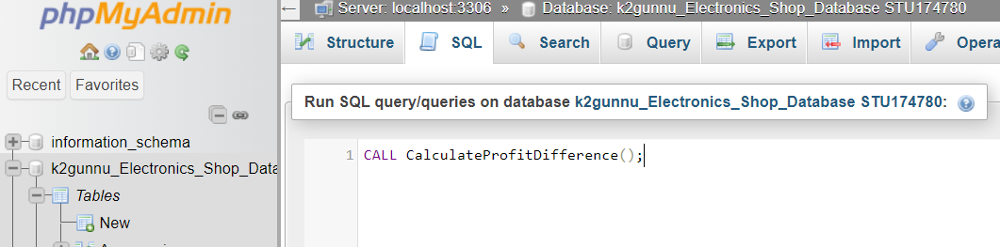 phpMyAdmin
Recent Favorites
information_schema
k2gunnu_Electronics_Shop_Data
Tables
New
Server: localhost:3306 » Database: k2gunnu_Electronics_Shop_Database STU174780
Structure SQL Search Query Export Import Opera
Run SQL query/queries on database k2gunnu_Electronics_Shop_Database STU174780:
1 CALL CalculateProfitDifference();